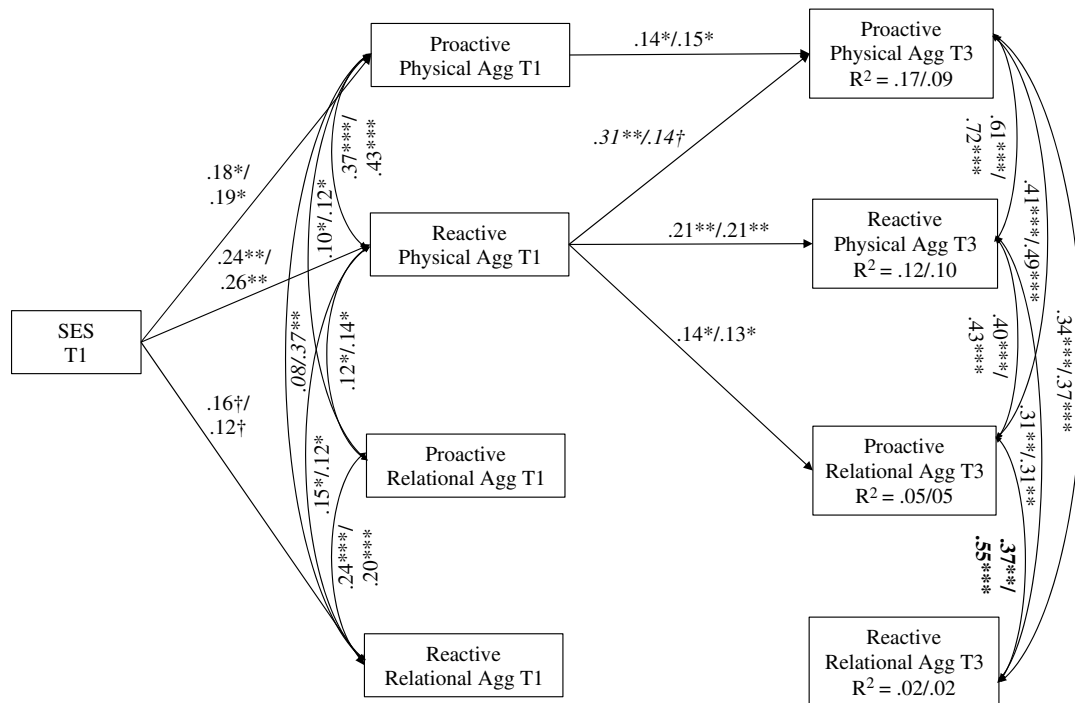 Proactive
Physical Agg T1
.14*/.15*
Proactive
Physical Agg T3
R² = .17/.09
.37***/
.43***
.31**/.14†
.61***/
.72***
.18*/
.19*
.10*/.12*
.41***/.49***
Reactive
Physical Agg T1
.21**/.21**
Reactive
Physical Agg T3
R² = .12/.10
.24**/
.26**
SES
T1
.08/.37**
.12*/.14*
.14*/.13*
.40***/
.43***
.34***/.37***
.16†/
.12†
.15*/.12*
Proactive
Relational Agg T1
Proactive
Relational Agg T3
R² = .05/05
.31**/.31**
.24***/
.20***
.37**/
.55***
Reactive
Relational Agg T1
Reactive
Relational Agg T3
R² = .02/.02